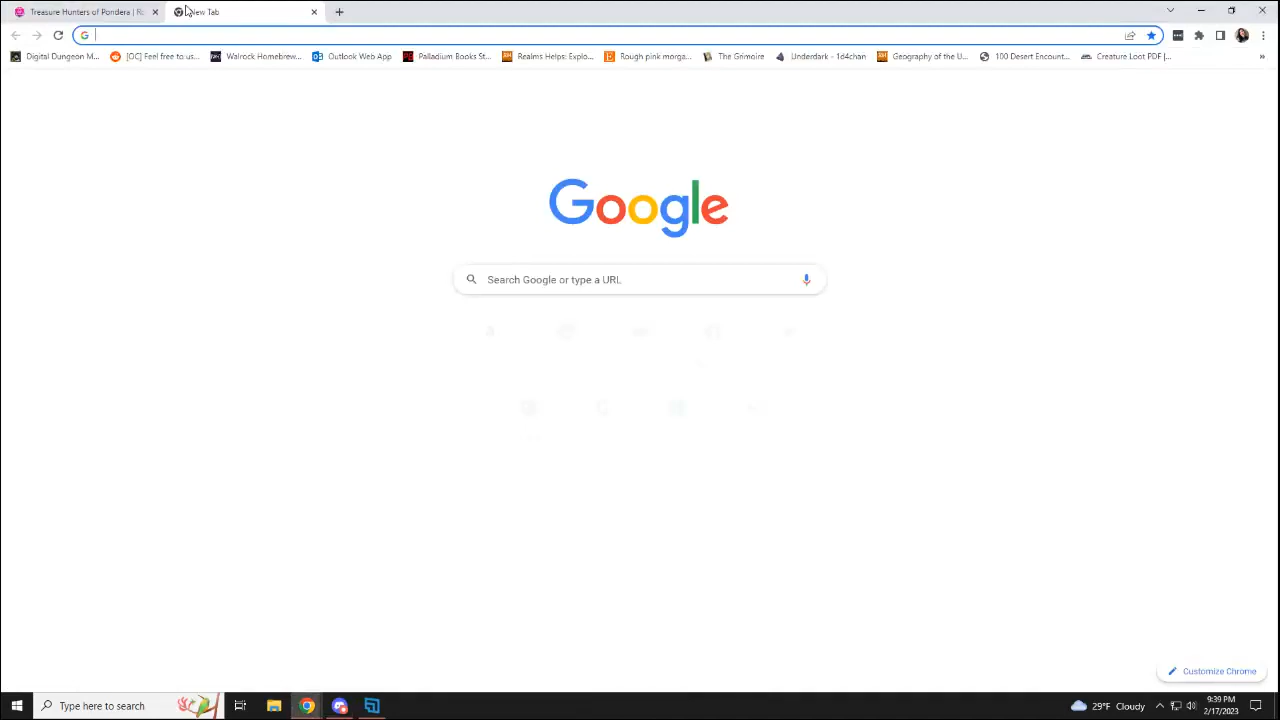 Treasure Hunters of Pondera | Ro
New Tab
Digital Dungeon M... [OC] Feel free to us... Walrock Homebrew... Outlook Web App Palladium Books St... Realms Helps: Explo... Rough pink morga... The Grimoire Underdark - 1d4chan Geography of the U... 100 Desert Encount... Creature Loot PDF |... »
Google
Search Google or type a URL
Customize Chrome
Type here to search
29°F Cloudy
9:39 PM
2/17/2023